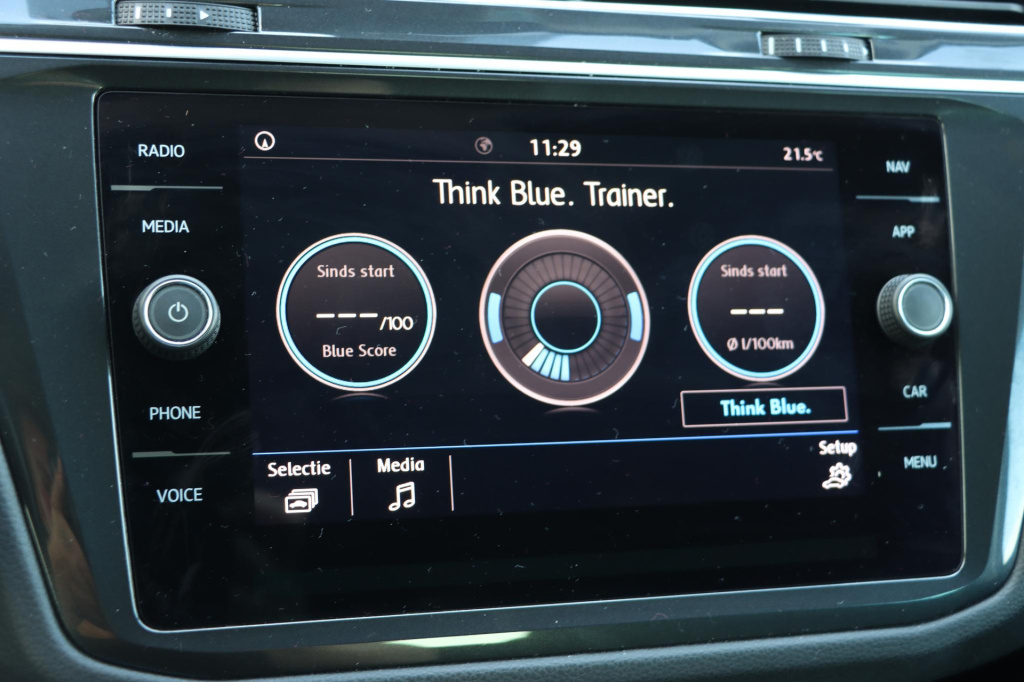 RADIO
MEDIA
PHONE
VOICE
11:29
21.5°C
Think Blue. Trainer.
Sinds start
---/100
Blue Score
Sinds start
---
Ø l/100km
Think Blue.
Selectie
Media
Setup
NAV
APP
CAR
MENU